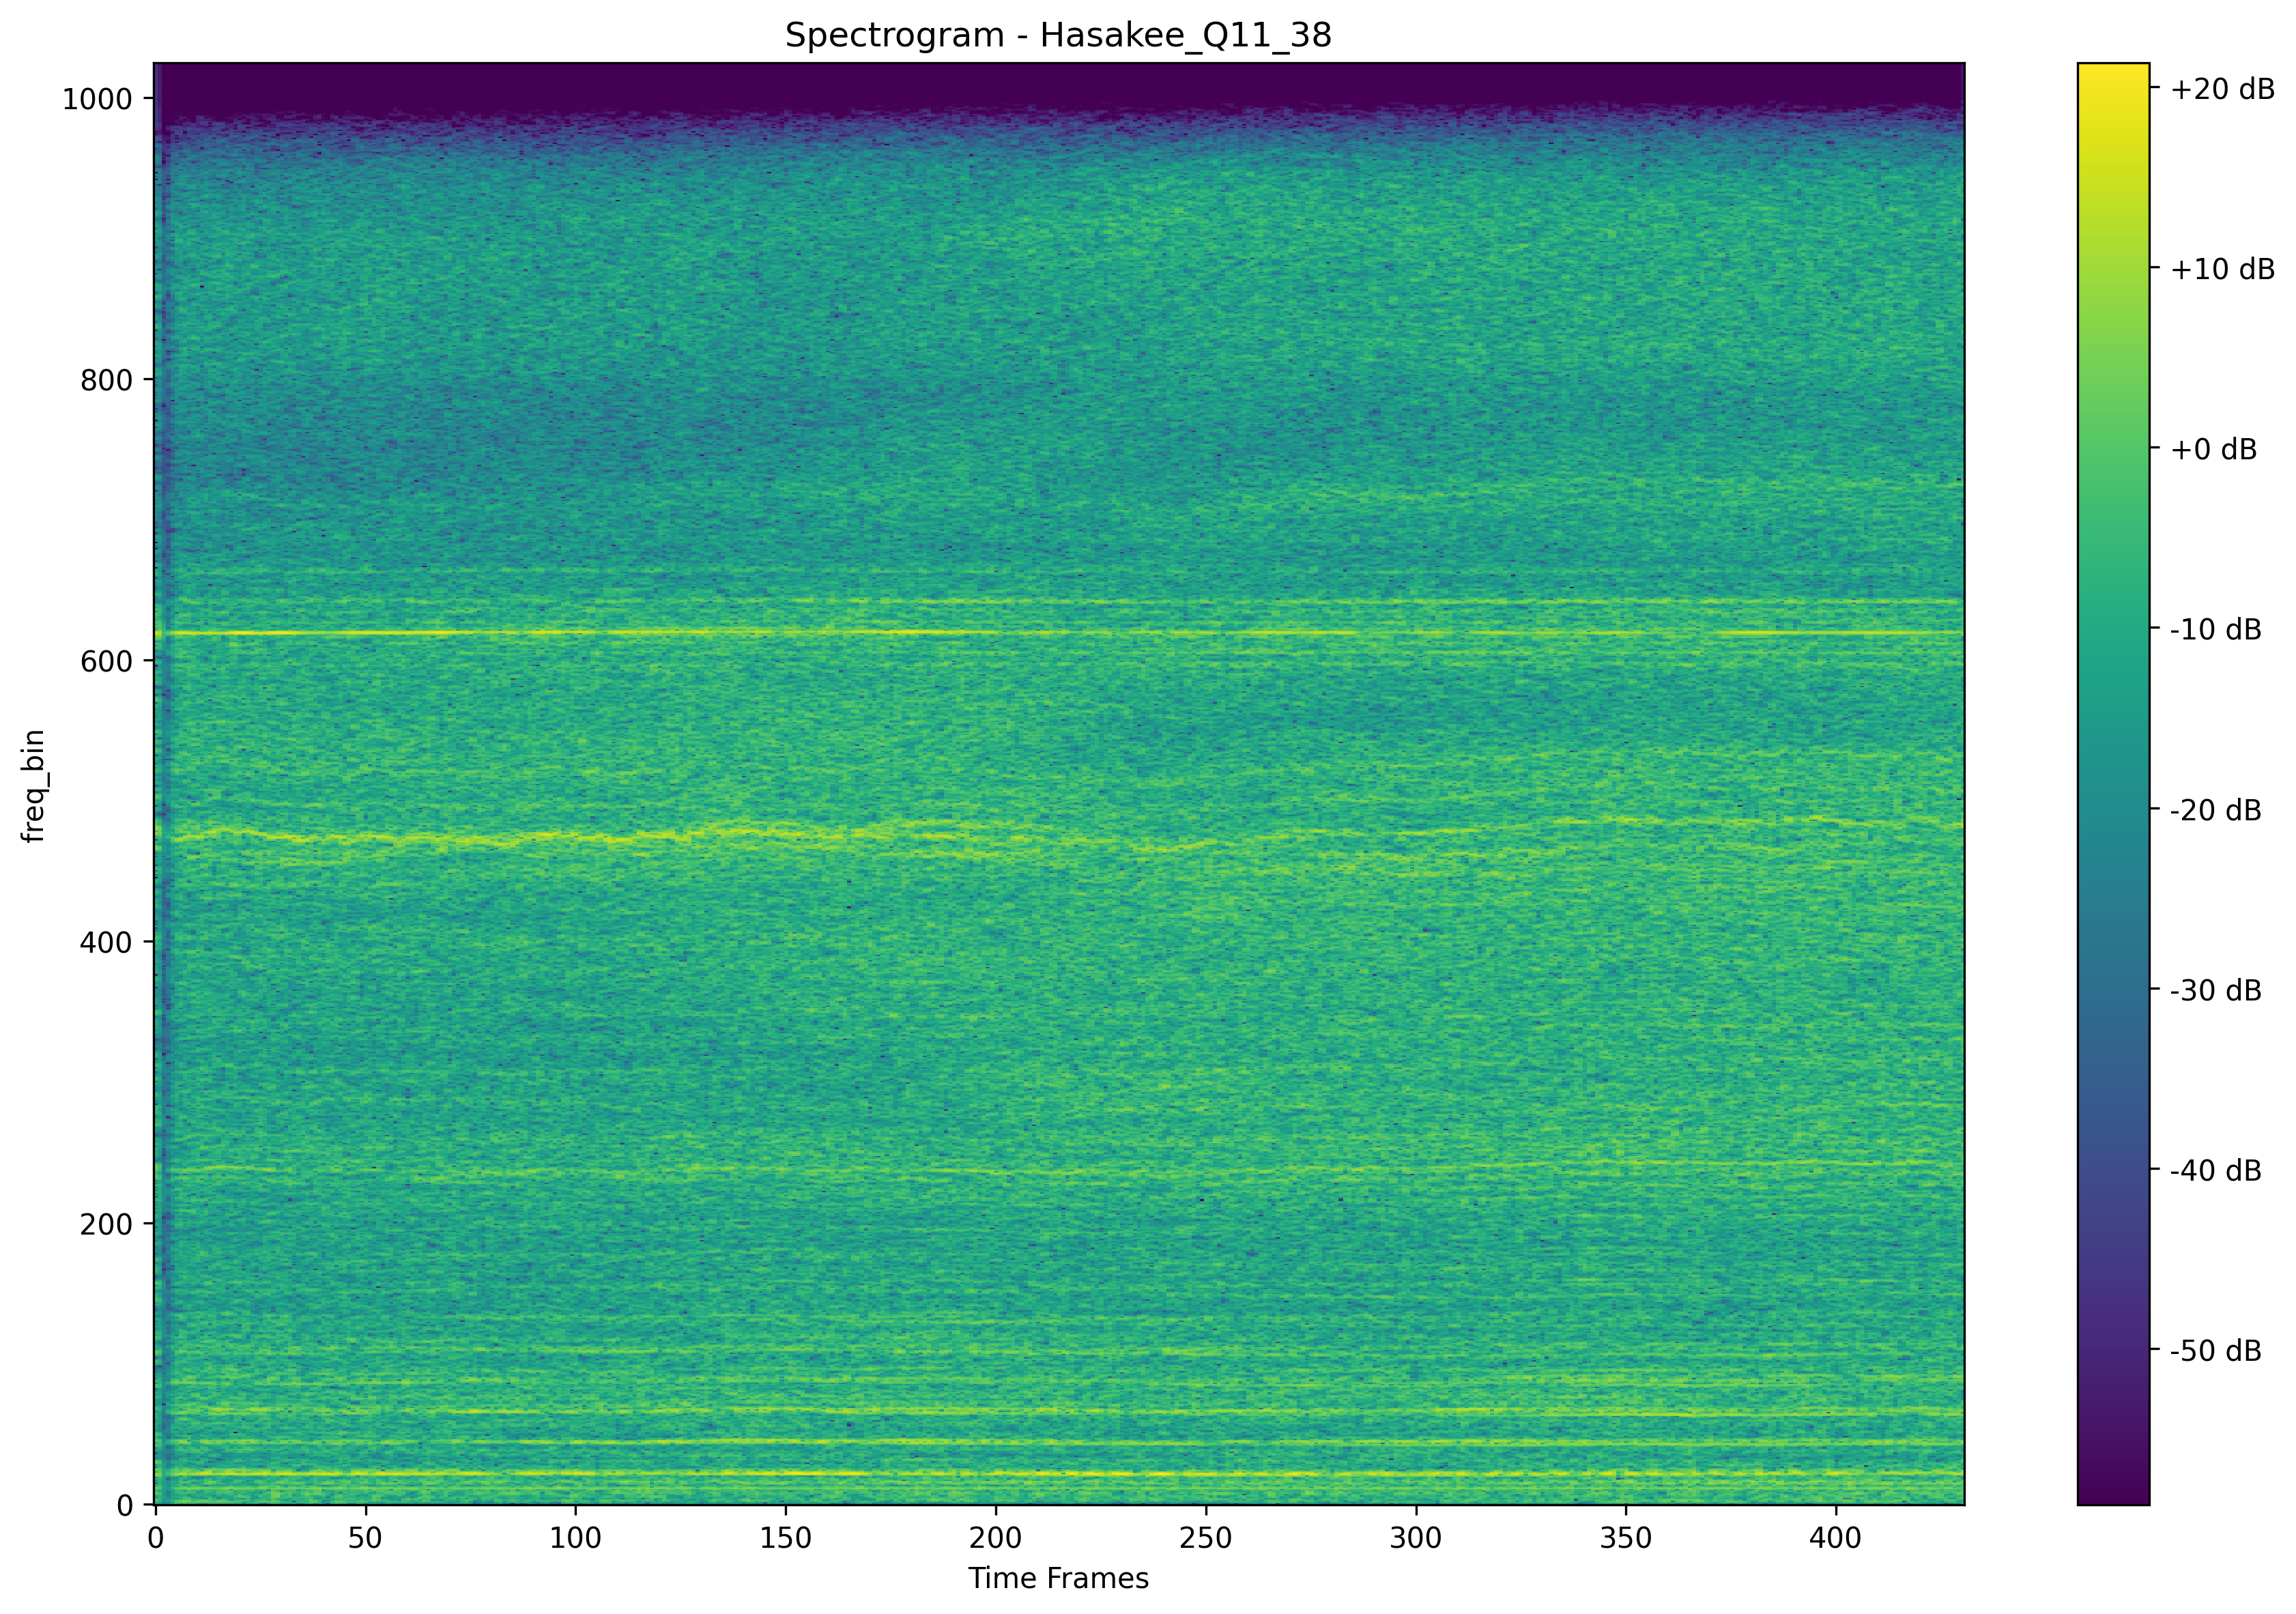 Spectrogram - Hasakee_Q11_38
freq_bin
1000
800
600
400
200
0
0 50 100 150 200 250 300 350 400
Time Frames
+20 dB
+10 dB
+0 dB
-10 dB
-20 dB
-30 dB
-40 dB
-50 dB